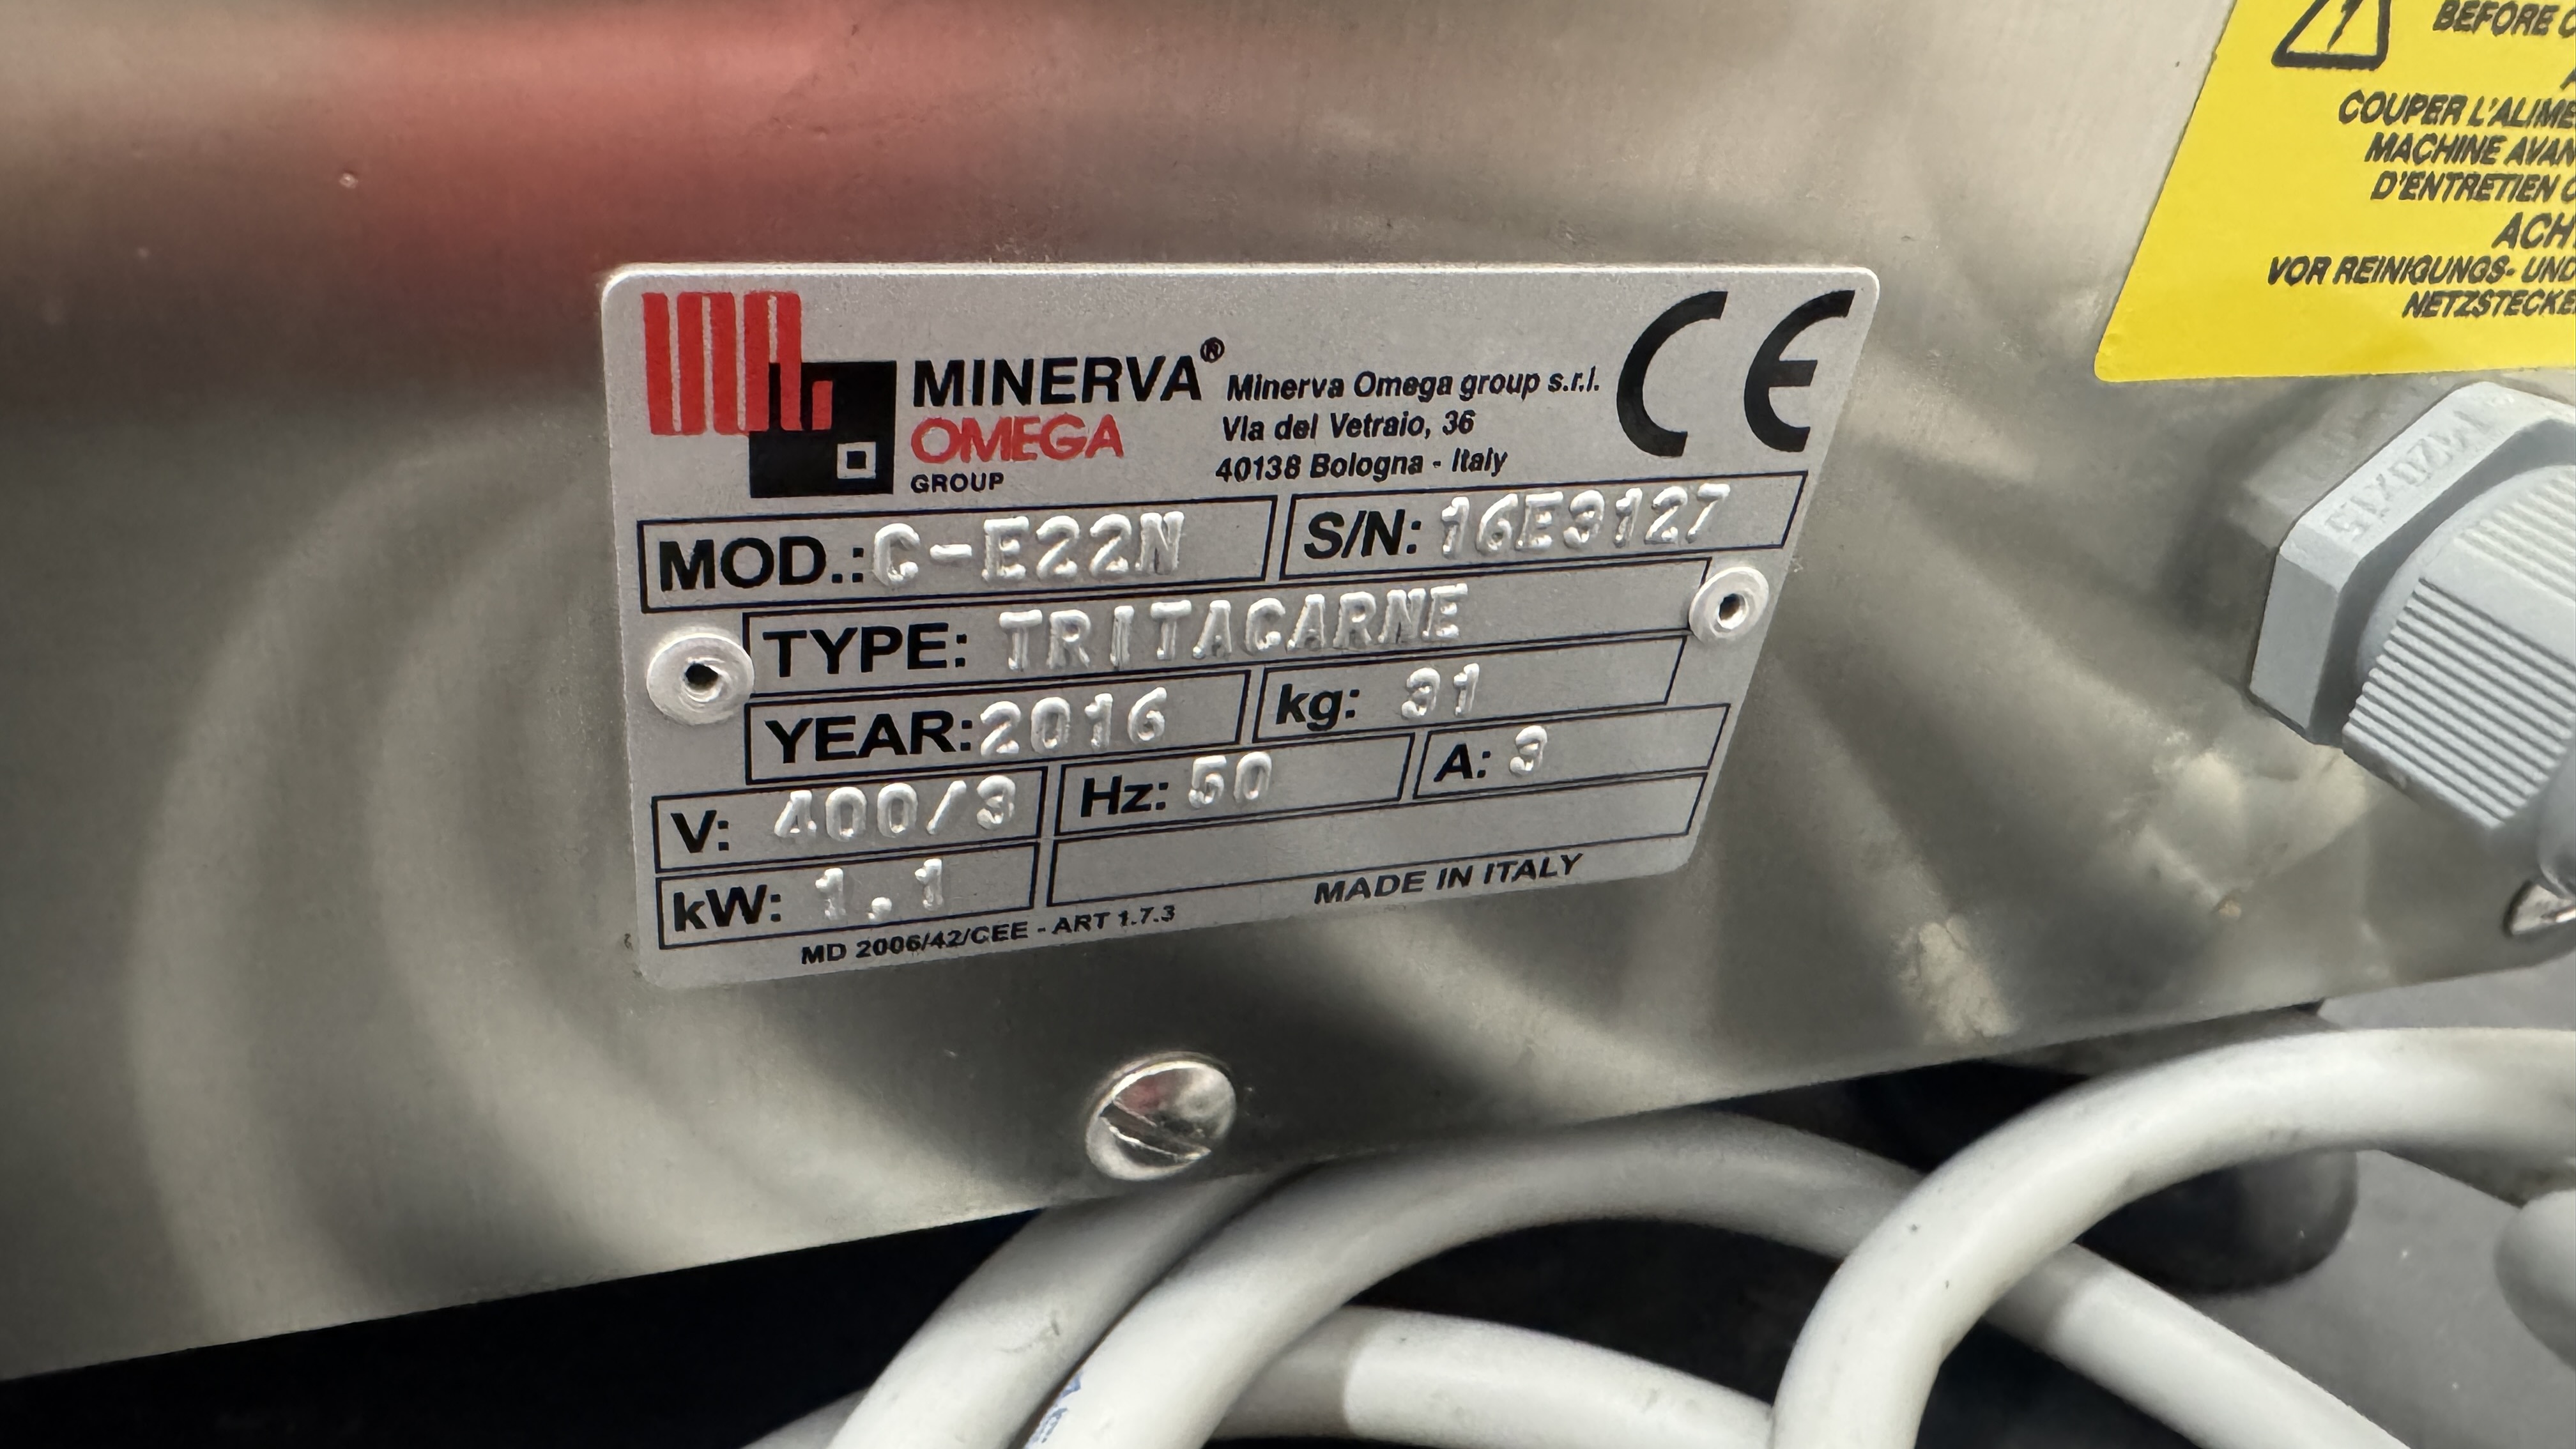 MINERVA®
OMEGA
GROUP
Minerva Omega group s.r.l.
Via del Vetraio, 36
40138 Bologna - Italy
CE
MOD.: C-E22N
S/N: 16E3127
TYPE: TRITACARNE
YEAR: 2016
kg: 31
V: 400/3
Hz: 50
A: 3
kW: 1.1
MD 2006/42/CEE - ART 1.7.3
MADE IN ITALY
BEFORE
COUPER L'ALIME
MACHINE AVAN
D'ENTRETIEN
ACH
VOR REINIGUNGS- UND
NETZSTECKE
M20X1,5